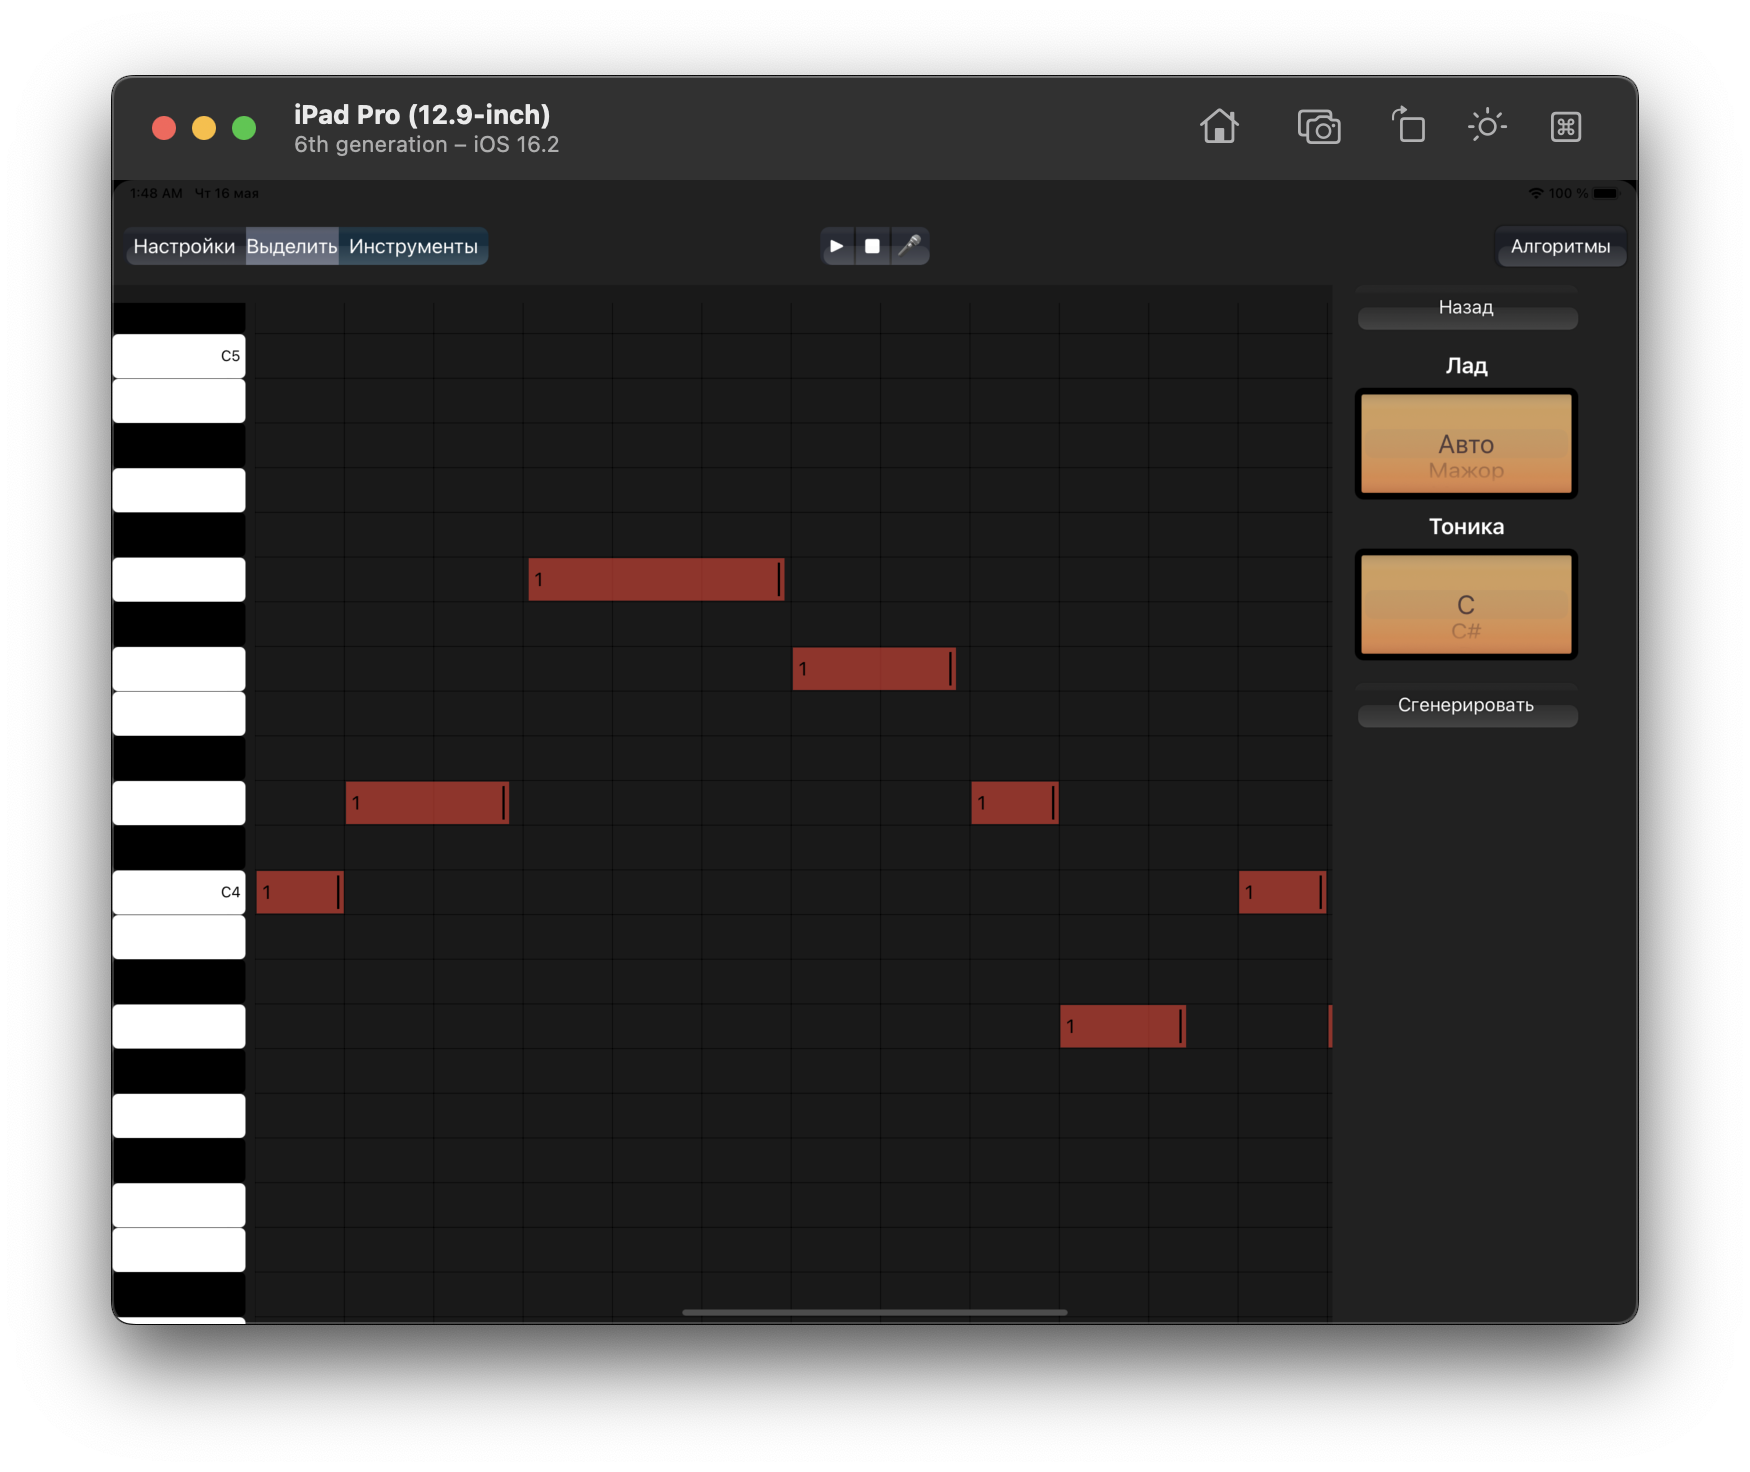 iPad Pro (12.9-inch)
6th generation – iOS 16.2
1:48 AM Чт 16 мая
100 %
Настройки Выделить Инструменты
Алгоритмы
Назад
C5
Лад
Авто
Мажор
Тоника
C
C#
1
1
Сгенерировать
1
1
C4
1
1
1